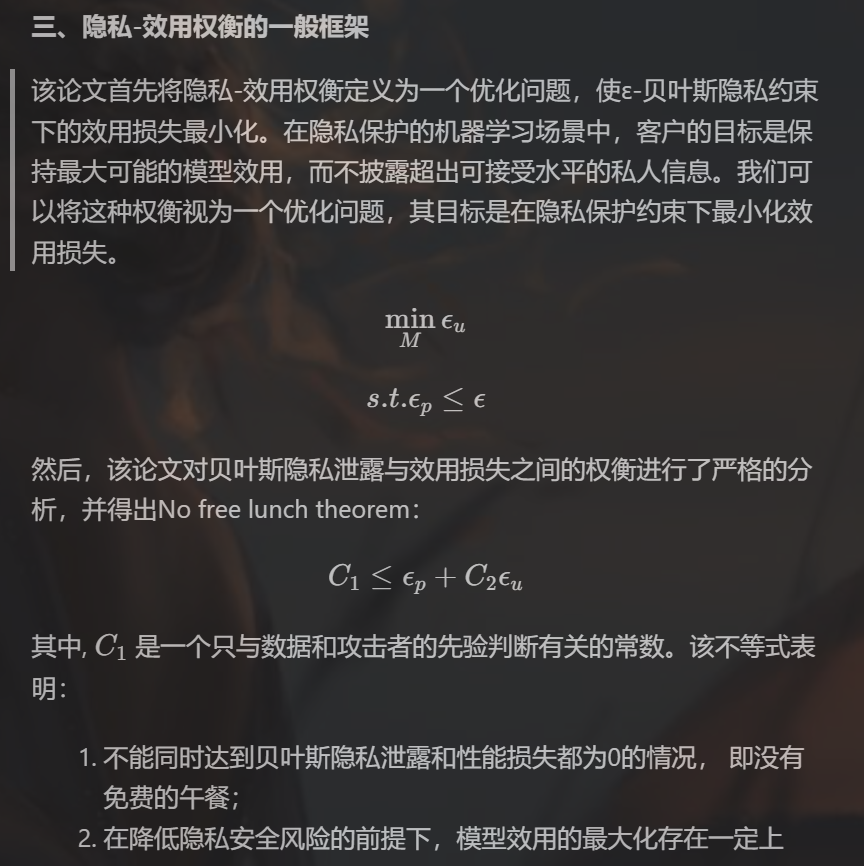 三、隐私-效用权衡的一般框架
该论文首先将隐私-效用权衡定义为一个优化问题，使ε-贝叶斯隐私约束
下的效用损失最小化。在隐私保护的机器学习场景中，客户的目标是保
持最大可能的模型效用，而不披露超出可接受水平的私人信息。我们可
以将这种权衡视为一个优化问题，其目标是在隐私保护约束下最小化效
用损失。
min ϵ_u
M
s.t.ϵ_p ≤ ϵ
然后，该论文对贝叶斯隐私泄露与效用损失之间的权衡进行了严格的分
析，并得出No free lunch theorem：
C_1 ≤ ϵ_p + C_2ϵ_u
其中, C_1 是一个只与数据和攻击者的先验判断有关的常数。该不等式表
明：
1. 不能同时达到贝叶斯隐私泄露和性能损失都为0的情况， 即没有
免费的午餐；
2. 在降低隐私安全风险的前提下，模型效用的最大化存在一定上